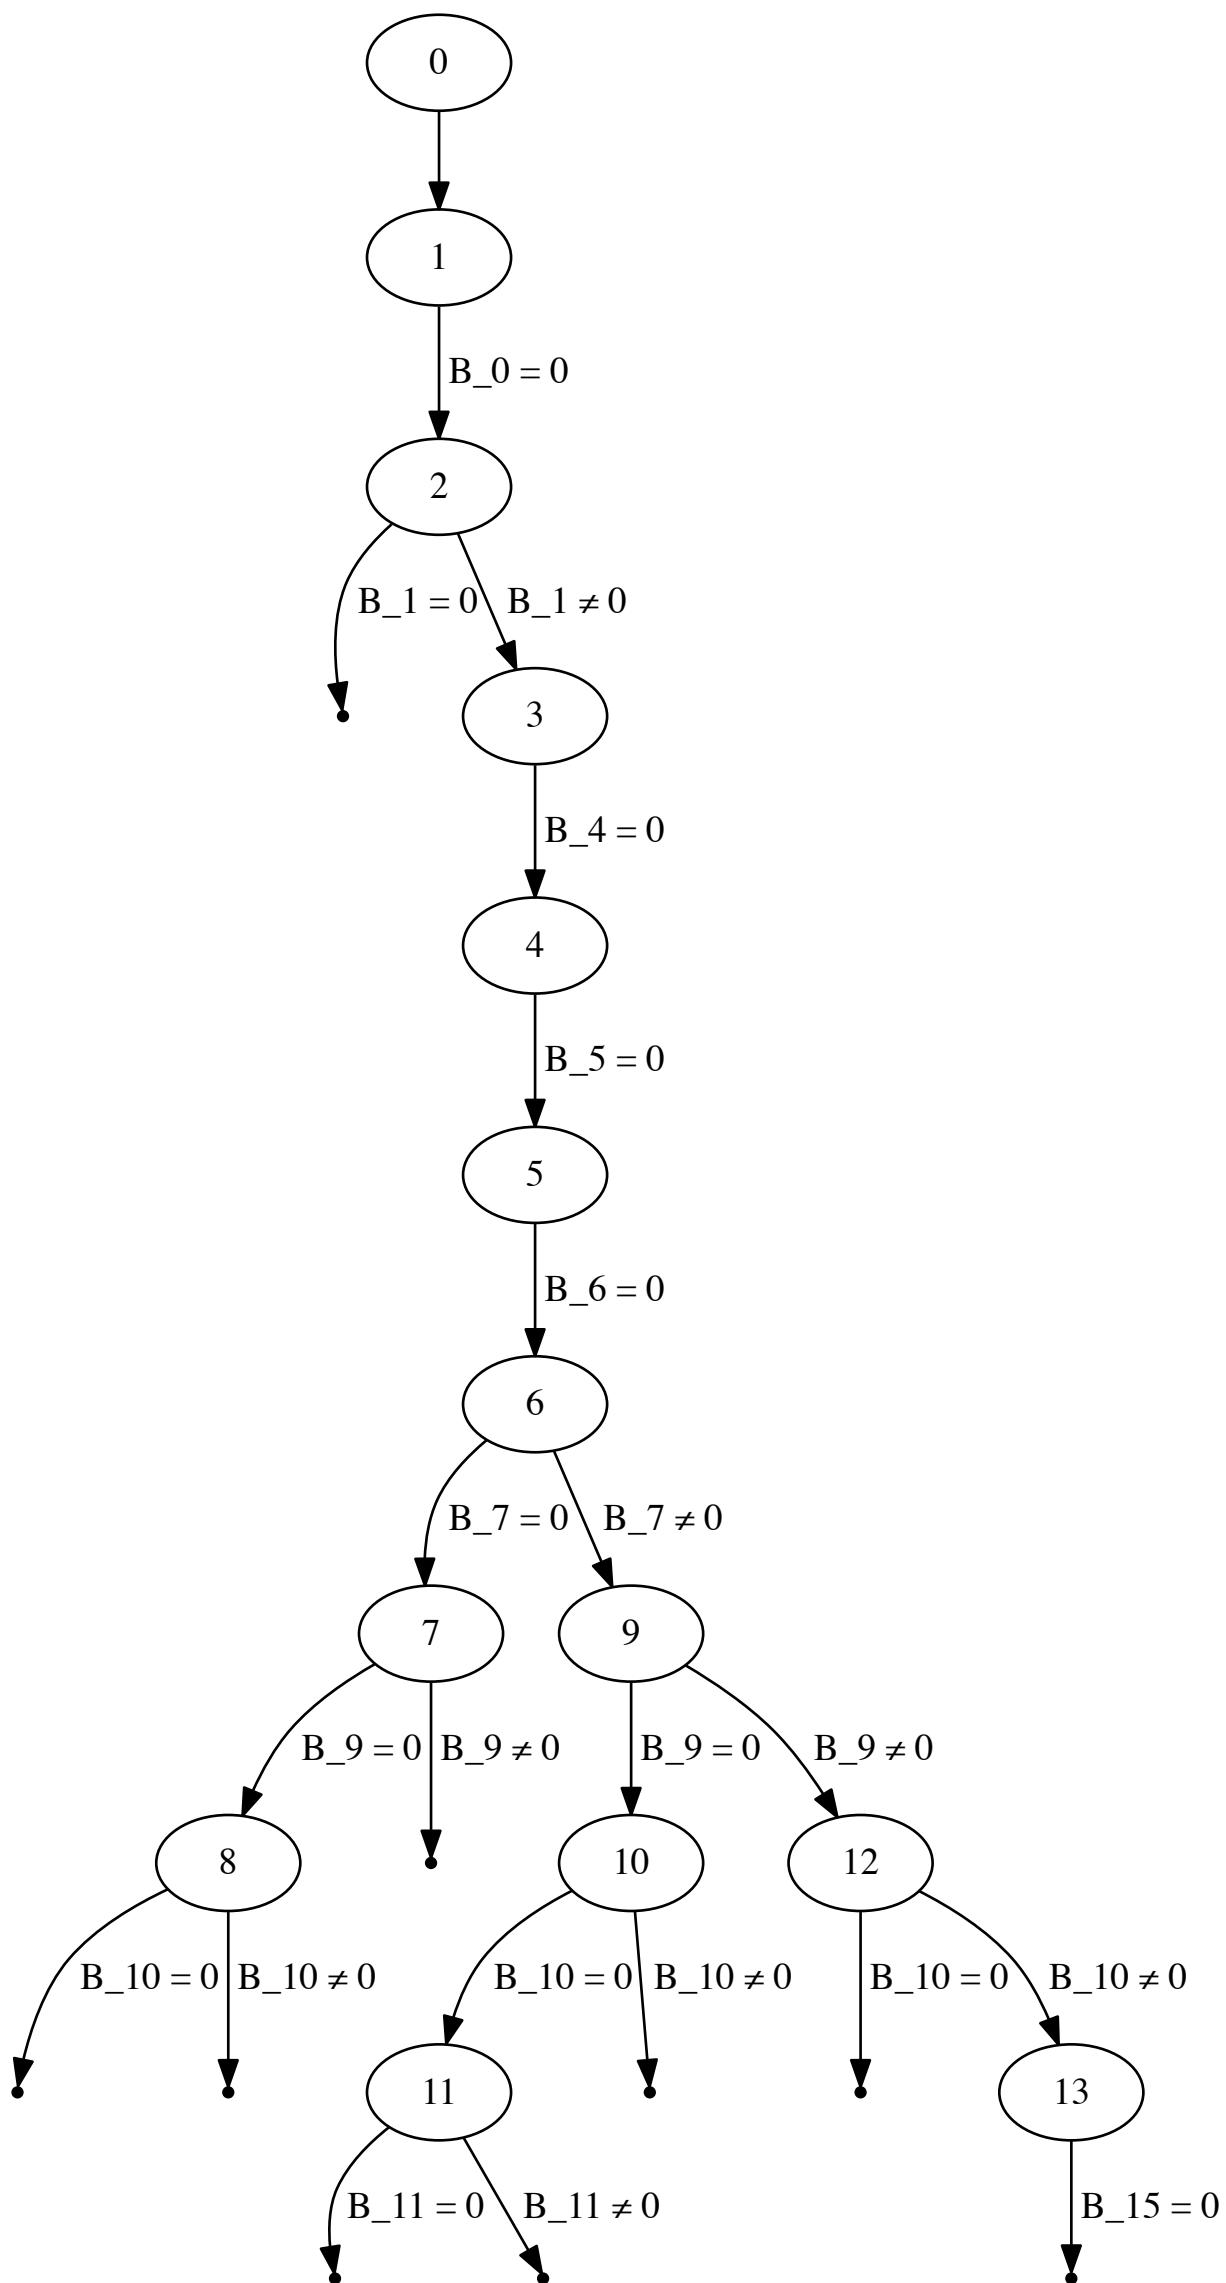 0
1
B_0 = 0
2
B_1 = 0 B_1 ≠ 0
3
B_4 = 0
4
B_5 = 0
5
B_6 = 0
6
B_7 = 0 B_7 ≠ 0
7 9
B_9 = 0 B_9 ≠ 0 B_9 = 0 B_9 ≠ 0
8 10 12
B_10 = 0 B_10 ≠ 0 B_10 = 0 B_10 ≠ 0 B_10 = 0 B_10 ≠ 0
11 13
B_11 = 0 B_11 ≠ 0 B_15 = 0